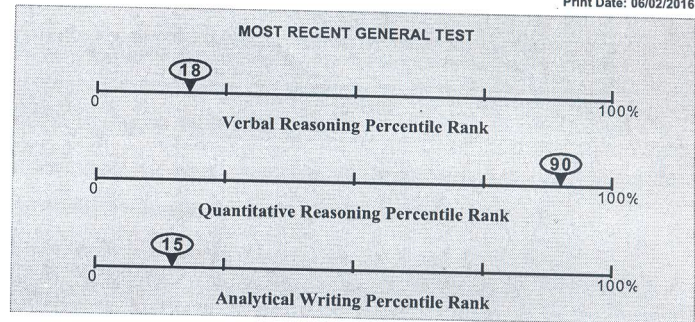 Print Date: 06/02/2016
MOST RECENT GENERAL TEST
18
0 100%
Verbal Reasoning Percentile Rank
90
0 100%
Quantitative Reasoning Percentile Rank
15
0 100%
Analytical Writing Percentile Rank